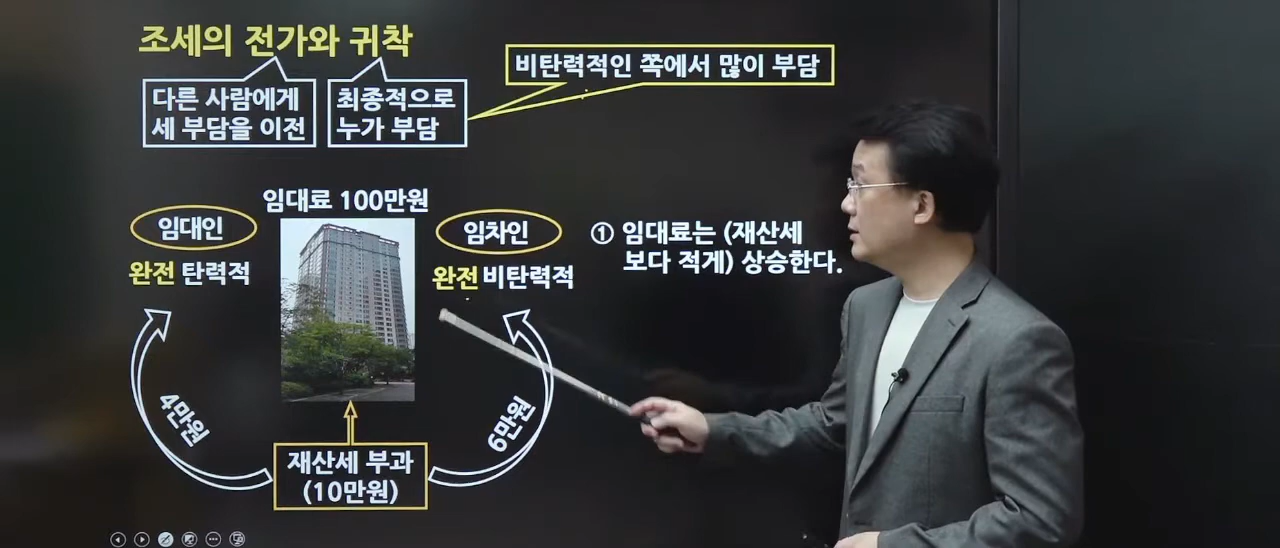 조세의 전가와 귀착
비탄력적인 쪽에서 많이 부담
다른 사람에게
세 부담을 이전
최종적으로
누가 부담
임대료 100만원
임대인
완전 탄력적
임차인
완전 비탄력적
① 임대료는 (재산세
보다 적게) 상승한다.
4만원
6만원
재산세 부과
(10만원)